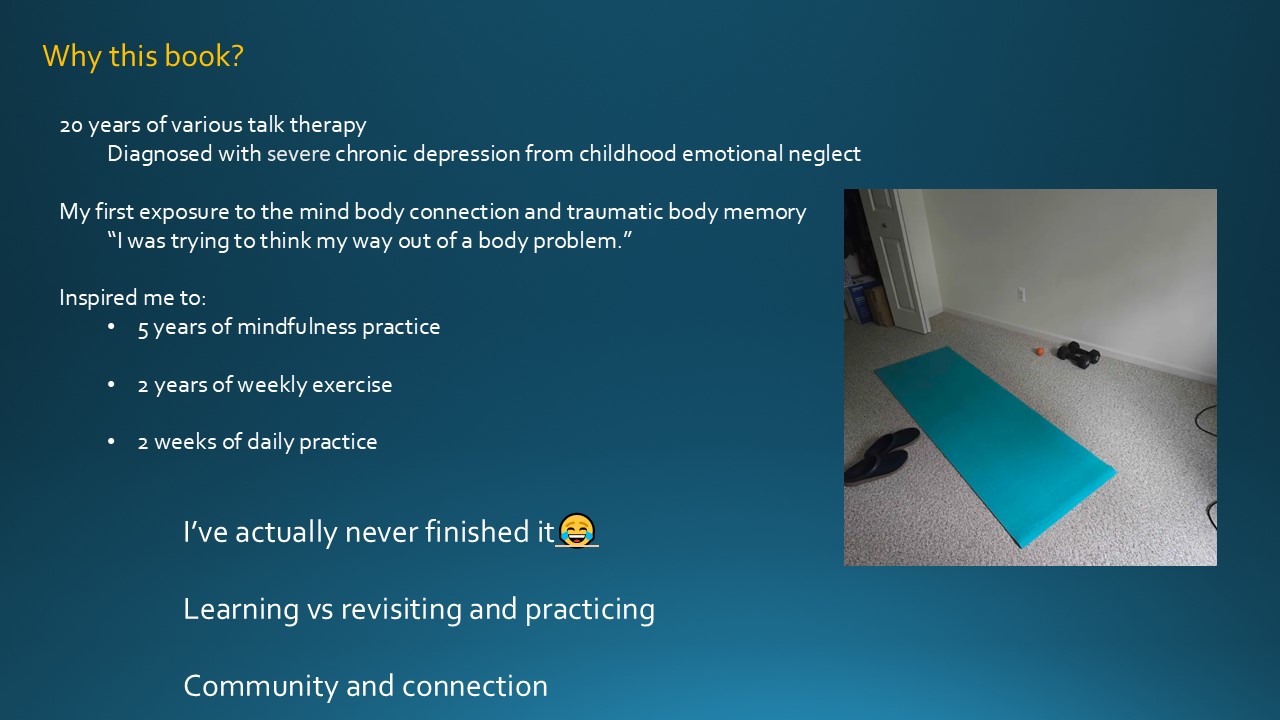 Why this book?
20 years of various talk therapy
Diagnosed with severe chronic depression from childhood emotional neglect
My first exposure to the mind body connection and traumatic body memory
“I was trying to think my way out of a body problem.”
Inspired me to:
• 5 years of mindfulness practice
• 2 years of weekly exercise
• 2 weeks of daily practice
I’ve actually never finished it😂
Learning vs revisiting and practicing
Community and connection